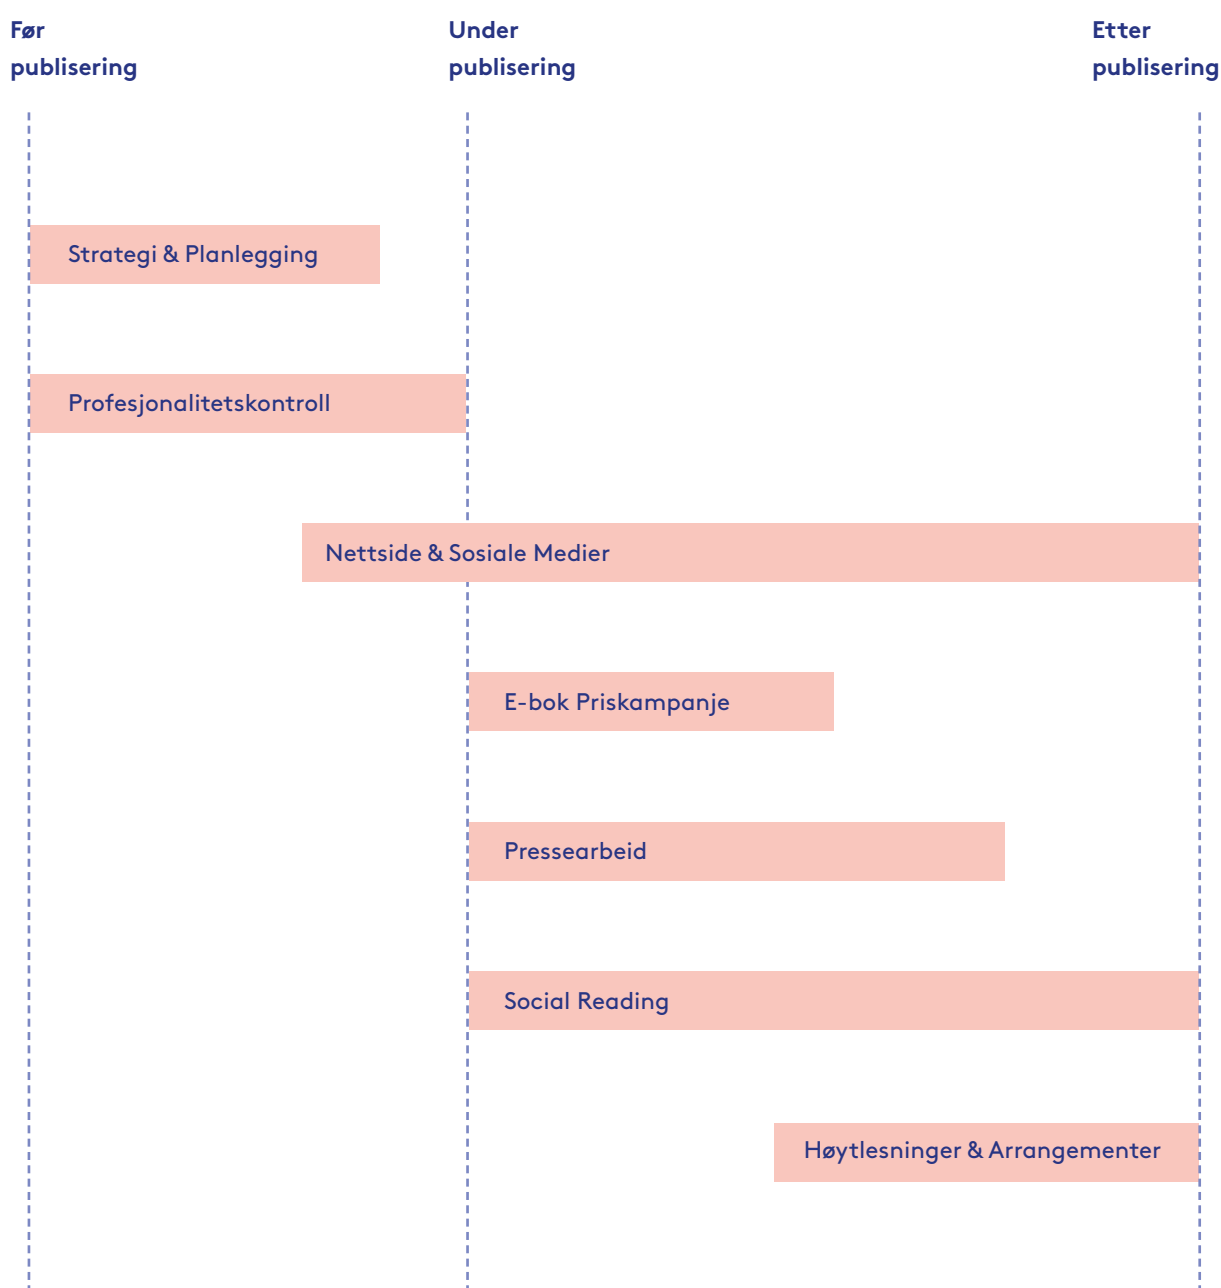 Før
publisering
Under
publisering
Etter
publisering
Strategi & Planlegging
Profesjonalitetskontroll
Nettside & Sosiale Medier
E-bok Priskampanje
Pressearbeid
Social Reading
Høytlesninger & Arrangementer